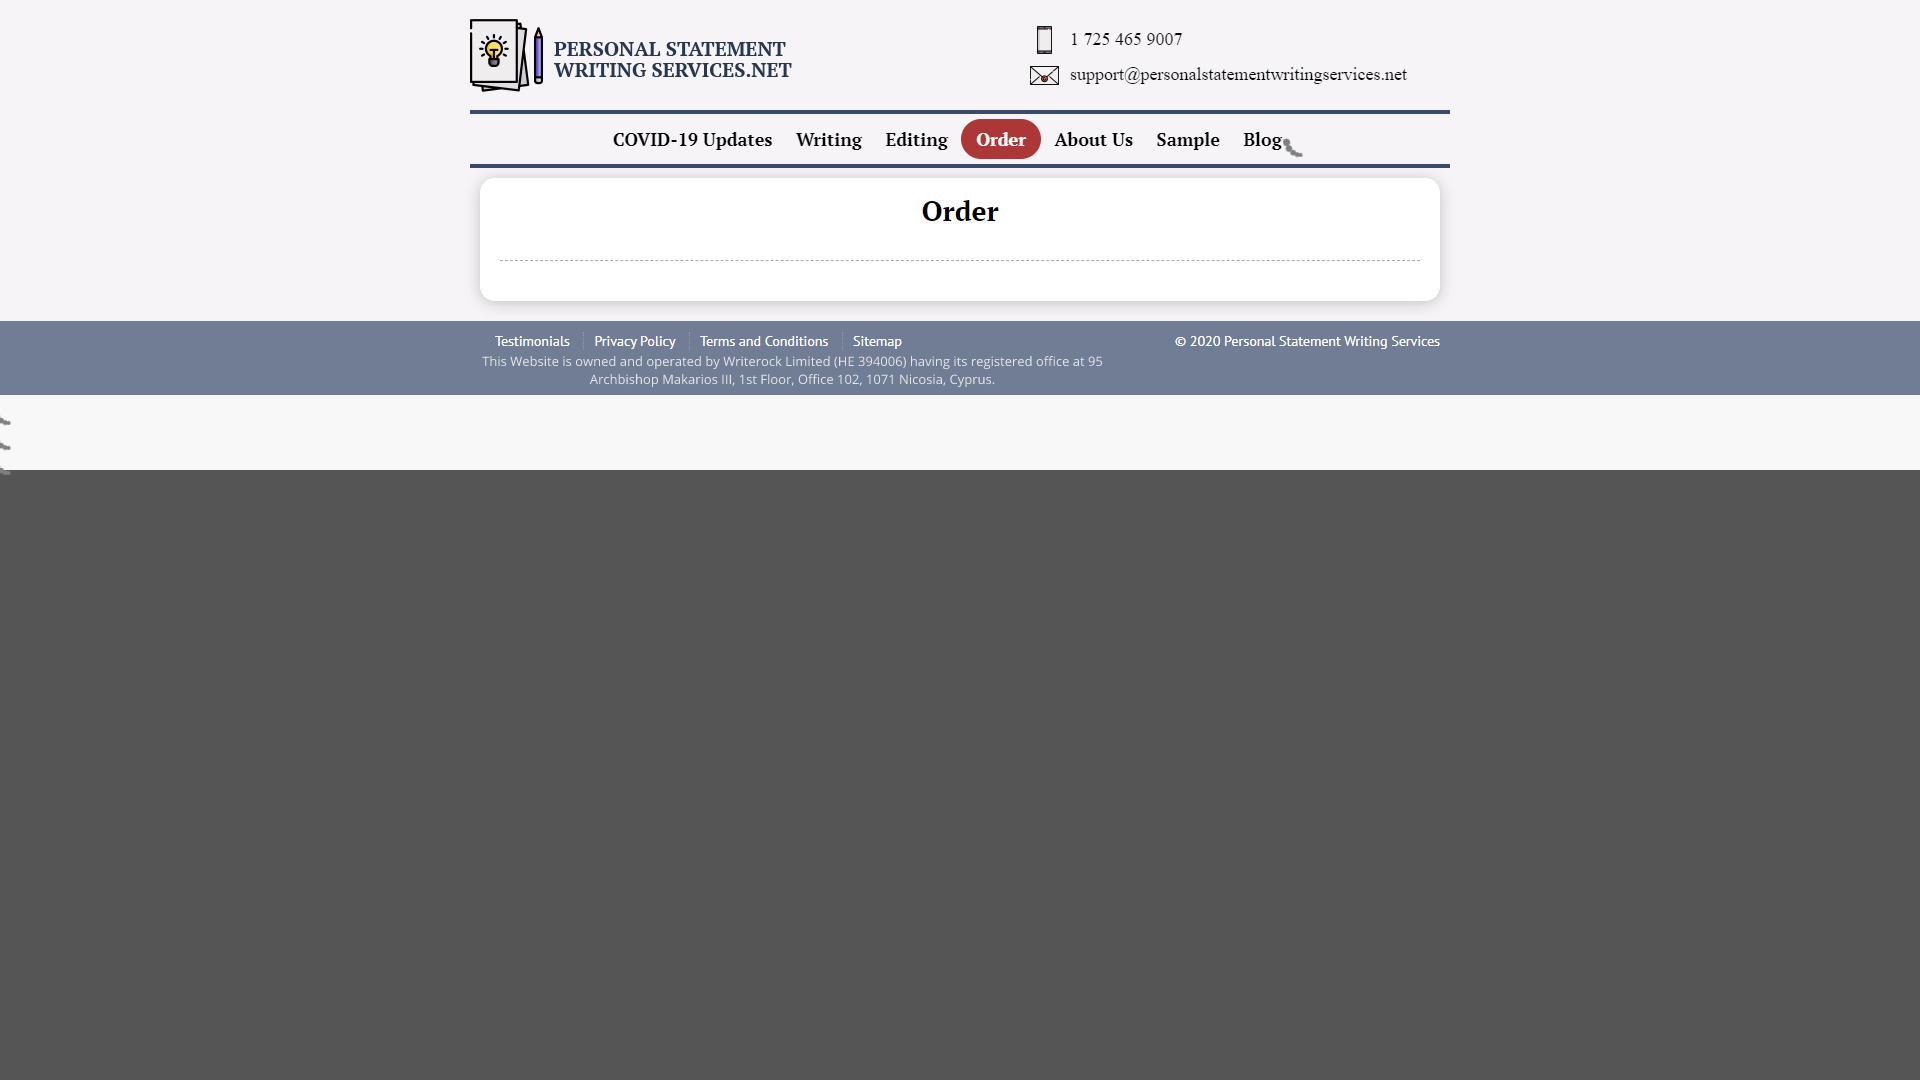 PERSONAL STATEMENT
WRITING SERVICES.NET
1 725 465 9007
support@personalstatementwritingservices.net
COVID-19 Updates Writing Editing Order About Us Sample Blog
Order
Testimonials Privacy Policy Terms and Conditions Sitemap © 2020 Personal Statement Writing Services
This Website is owned and operated by Writerock Limited (HE 394006) having its registered office at 95
Archbishop Makarios III, 1st Floor, Office 102, 1071 Nicosia, Cyprus.